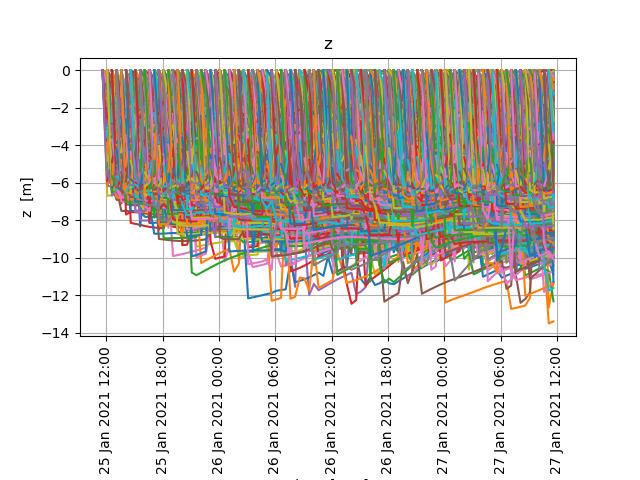 z
0
−2
−4
−6
−8
−10
−12
−14
z [m]
25 Jan 2021 12:00
25 Jan 2021 18:00
26 Jan 2021 00:00
26 Jan 2021 06:00
26 Jan 2021 12:00
26 Jan 2021 18:00
27 Jan 2021 00:00
27 Jan 2021 06:00
27 Jan 2021 12:00